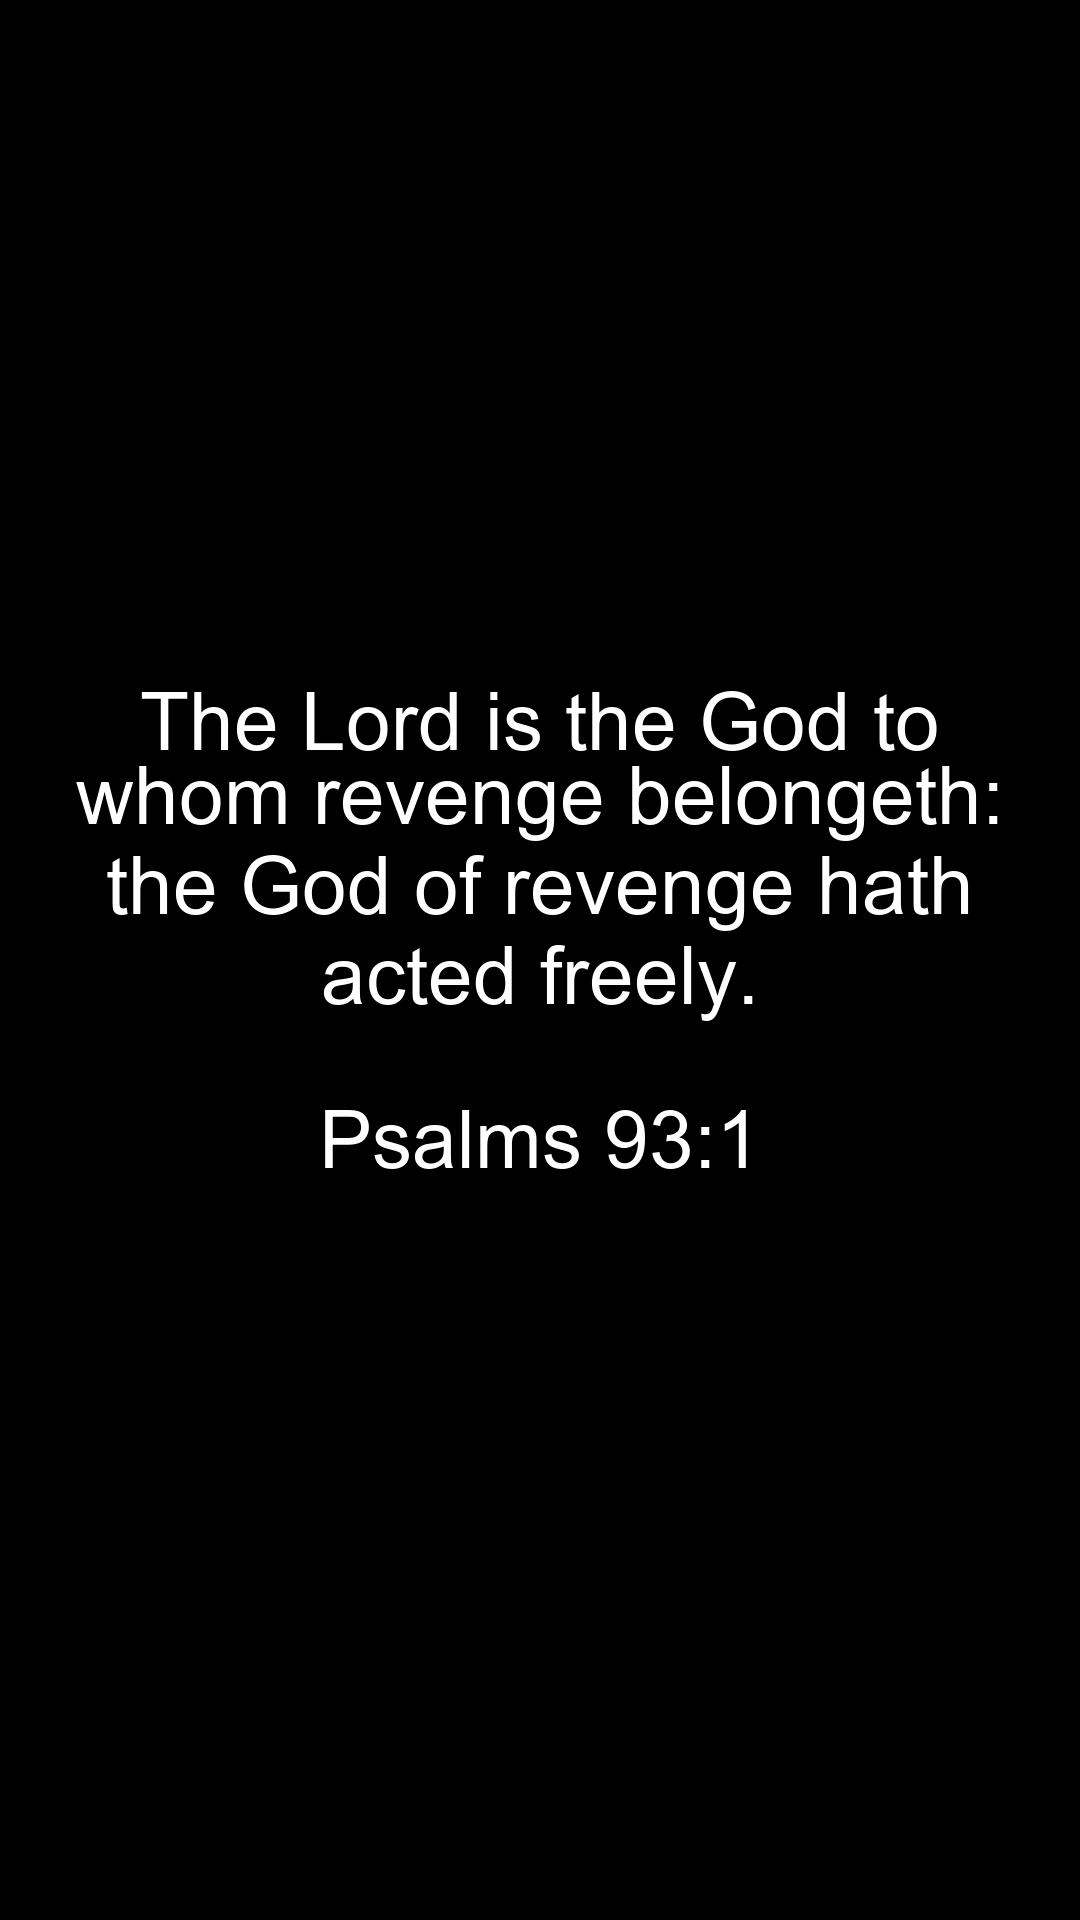 The Lord is the God to
whom revenge belongeth:
the God of revenge hath
acted freely.
Psalms 93:1